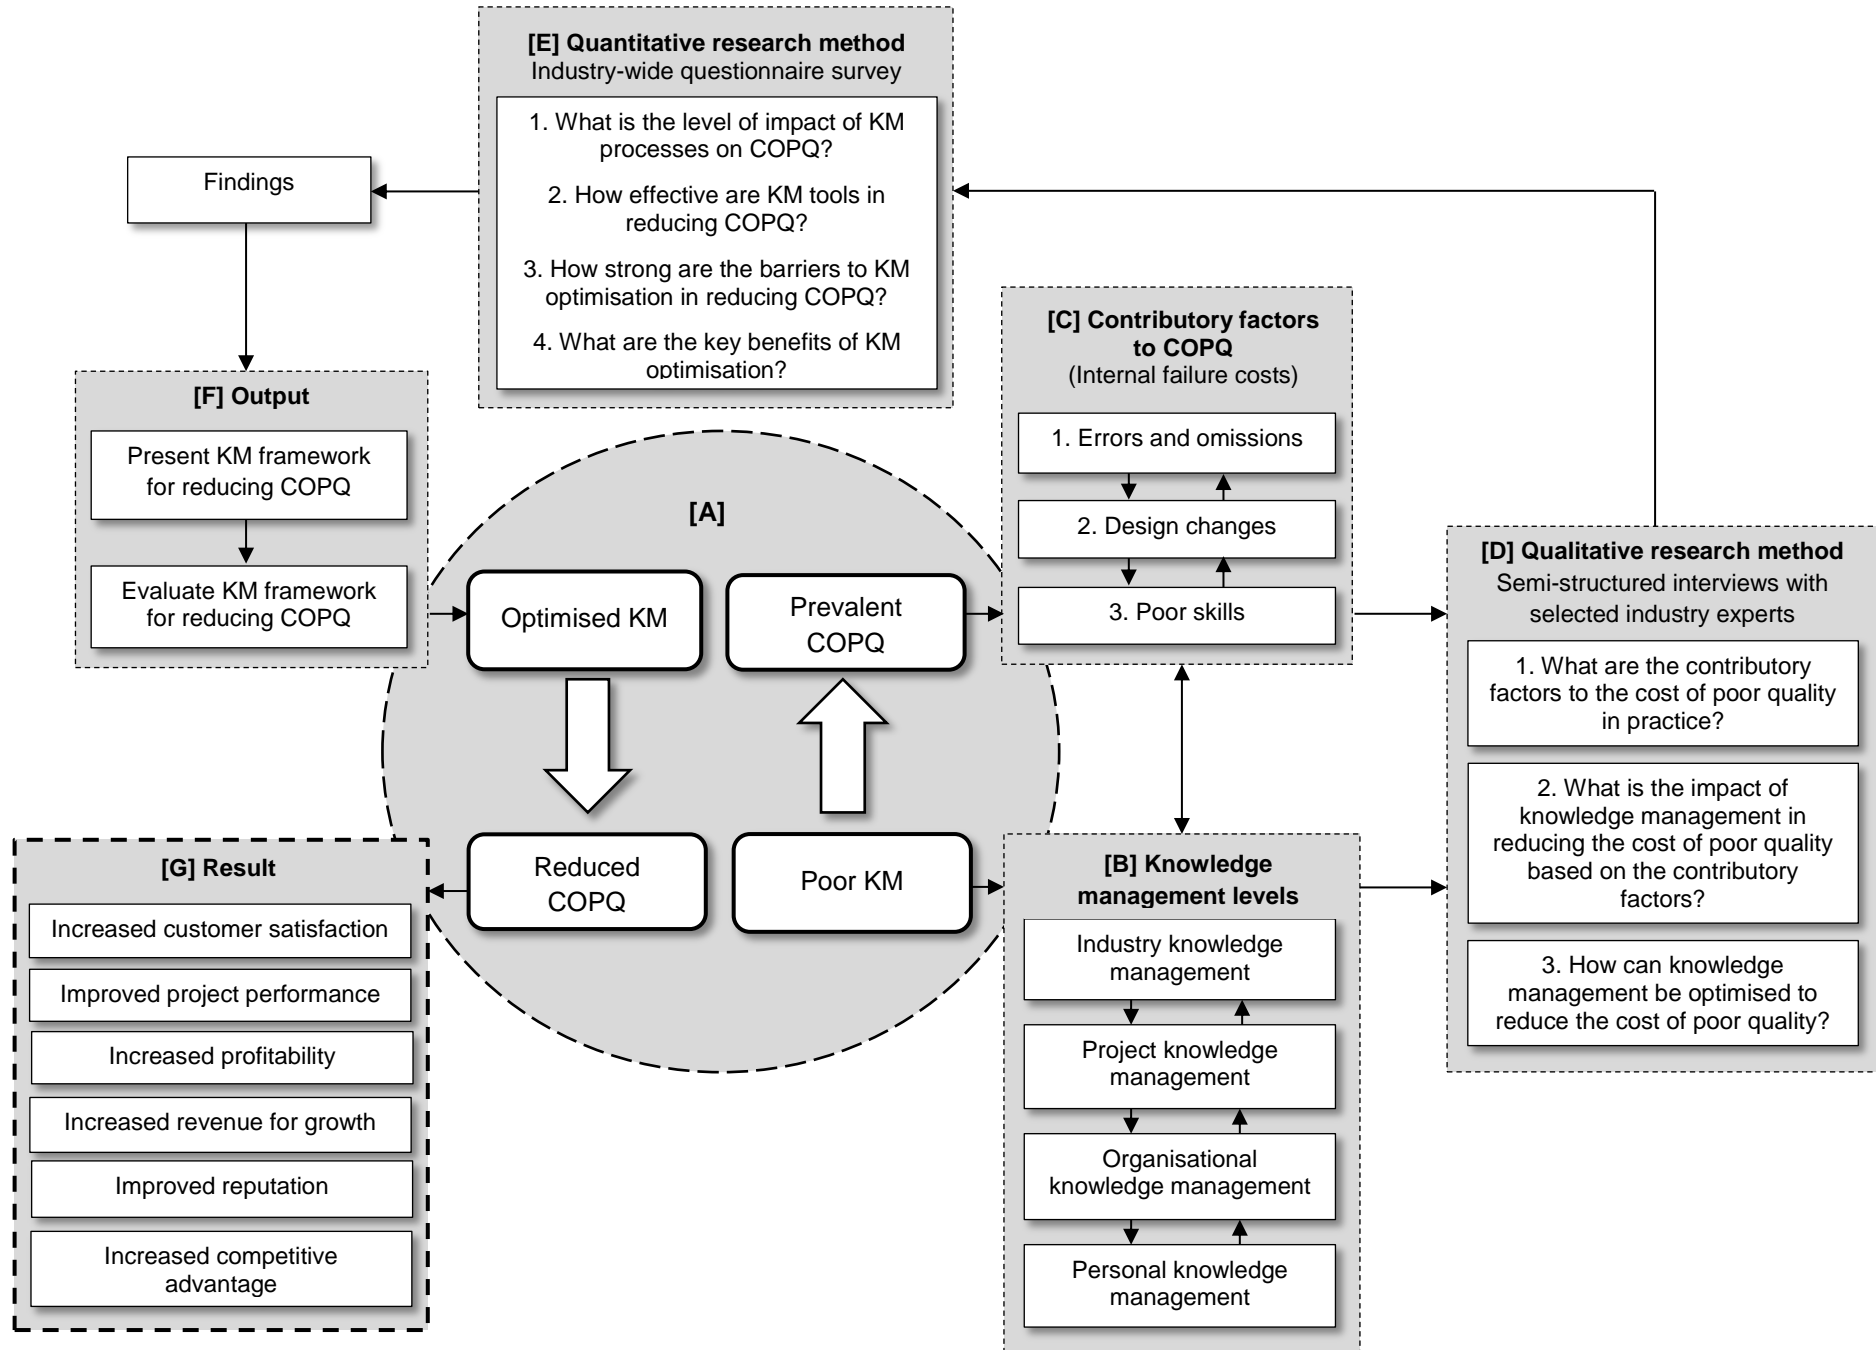 [E] Quantitative research method
Industry-wide questionnaire survey
1. What is the level of impact of KM
processes on COPQ?
2. How effective are KM tools in
reducing COPQ?
3. How strong are the barriers to KM
optimisation in reducing COPQ?
4. What are the key benefits of KM
optimisation?
Findings
[F] Output
Present KM framework
for reducing COPQ
Evaluate KM framework
for reducing COPQ
[A]
Optimised KM
Prevalent
COPQ
Reduced
COPQ
Poor KM
[C] Contributory factors
to COPQ
(Internal failure costs)
1. Errors and omissions
2. Design changes
3. Poor skills
[D] Qualitative research method
Semi-structured interviews with
selected industry experts
1. What are the contributory
factors to the cost of poor quality
in practice?
2. What is the impact of
knowledge management in
reducing the cost of poor quality
based on the contributory
factors?
3. How can knowledge
management be optimised to
reduce the cost of poor quality?
[B] Knowledge
management levels
Industry knowledge
management
Project knowledge
management
Organisational
knowledge management
Personal knowledge
management
[G] Result
Increased customer satisfaction
Improved project performance
Increased profitability
Increased revenue for growth
Improved reputation
Increased competitive
advantage